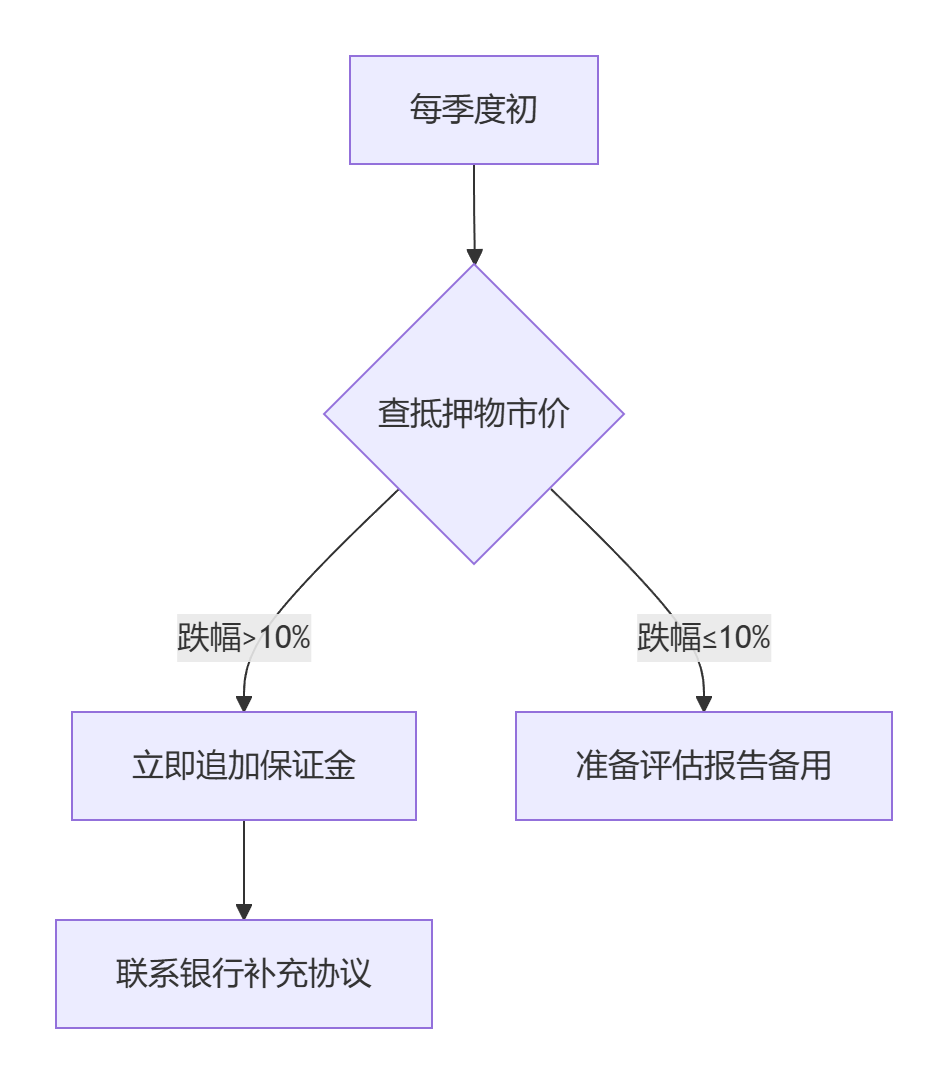 每季度初
查抵押物市价
跌幅>10%
跌幅≤10%
立即追加保证金
准备评估报告备用
联系银行补充协议